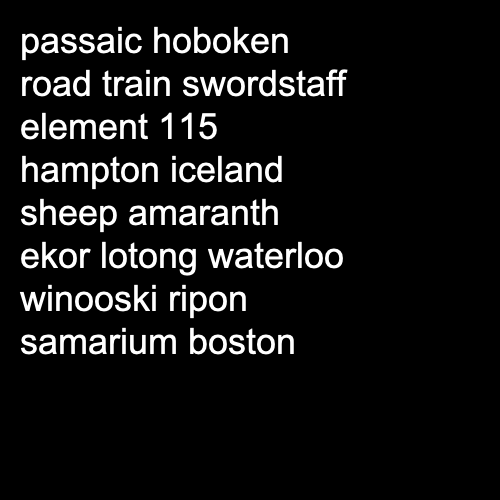 passaic hoboken
road train swordstaff
element 115
hampton iceland
sheep amaranth
ekor lotong waterloo
winooski ripon
samarium boston